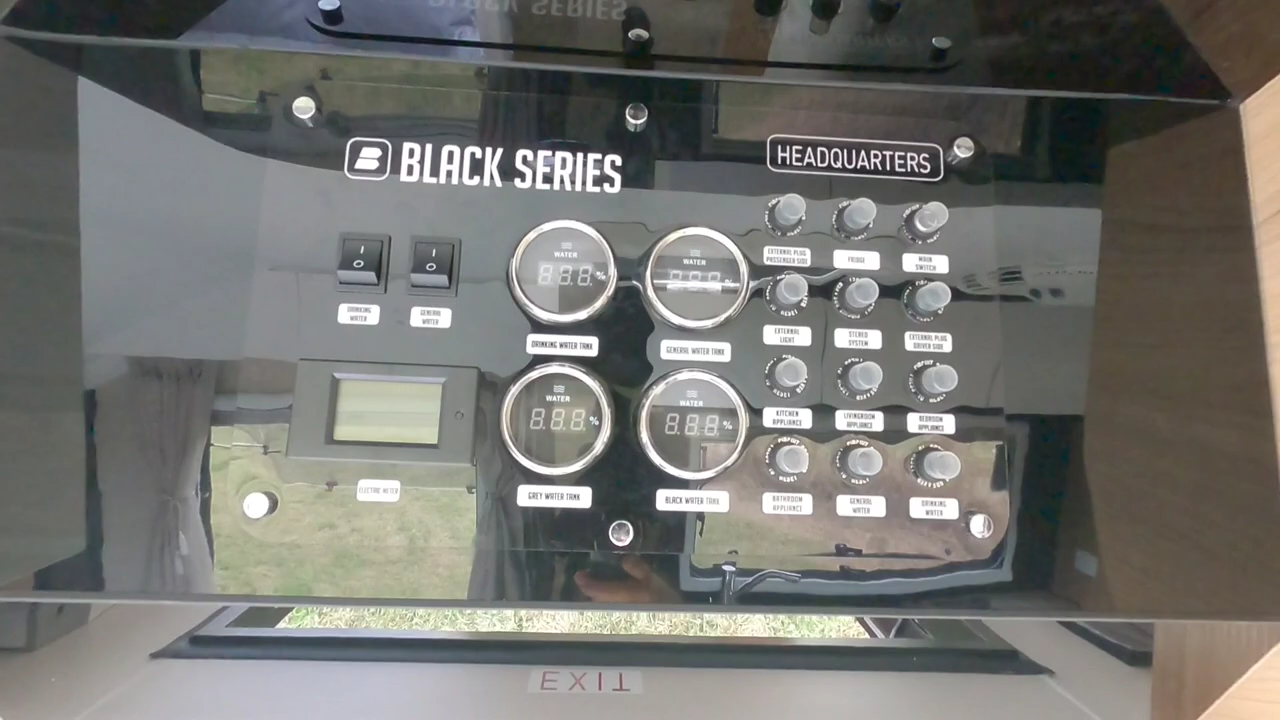 BLACK SERIES
BLACK SERIES
HEADQUARTERS
EXTERNAL PLUG
PASSENGER SIDE
FRIDGE
MAIN
SWITCH
WATER
%
WATER
%
DRINKING
WATER
GENERAL
WATER
DRINKING WATER TANK
GENERAL WATER TANK
EXTERNAL
LIGHT
STEREO
SYSTEM
EXTERNAL PLUG
DRIVER SIDE
WATER
%
WATER
%
KITCHEN
APPLIANCE
LIVINGROOM
APPLIANCE
BEDROOM
APPLIANCE
ELECTRIC METER
GREY WATER TANK
BLACK WATER TANK
BATHROOM
APPLIANCE
GENERAL
WATER
DRINKING
WATER
EXIT